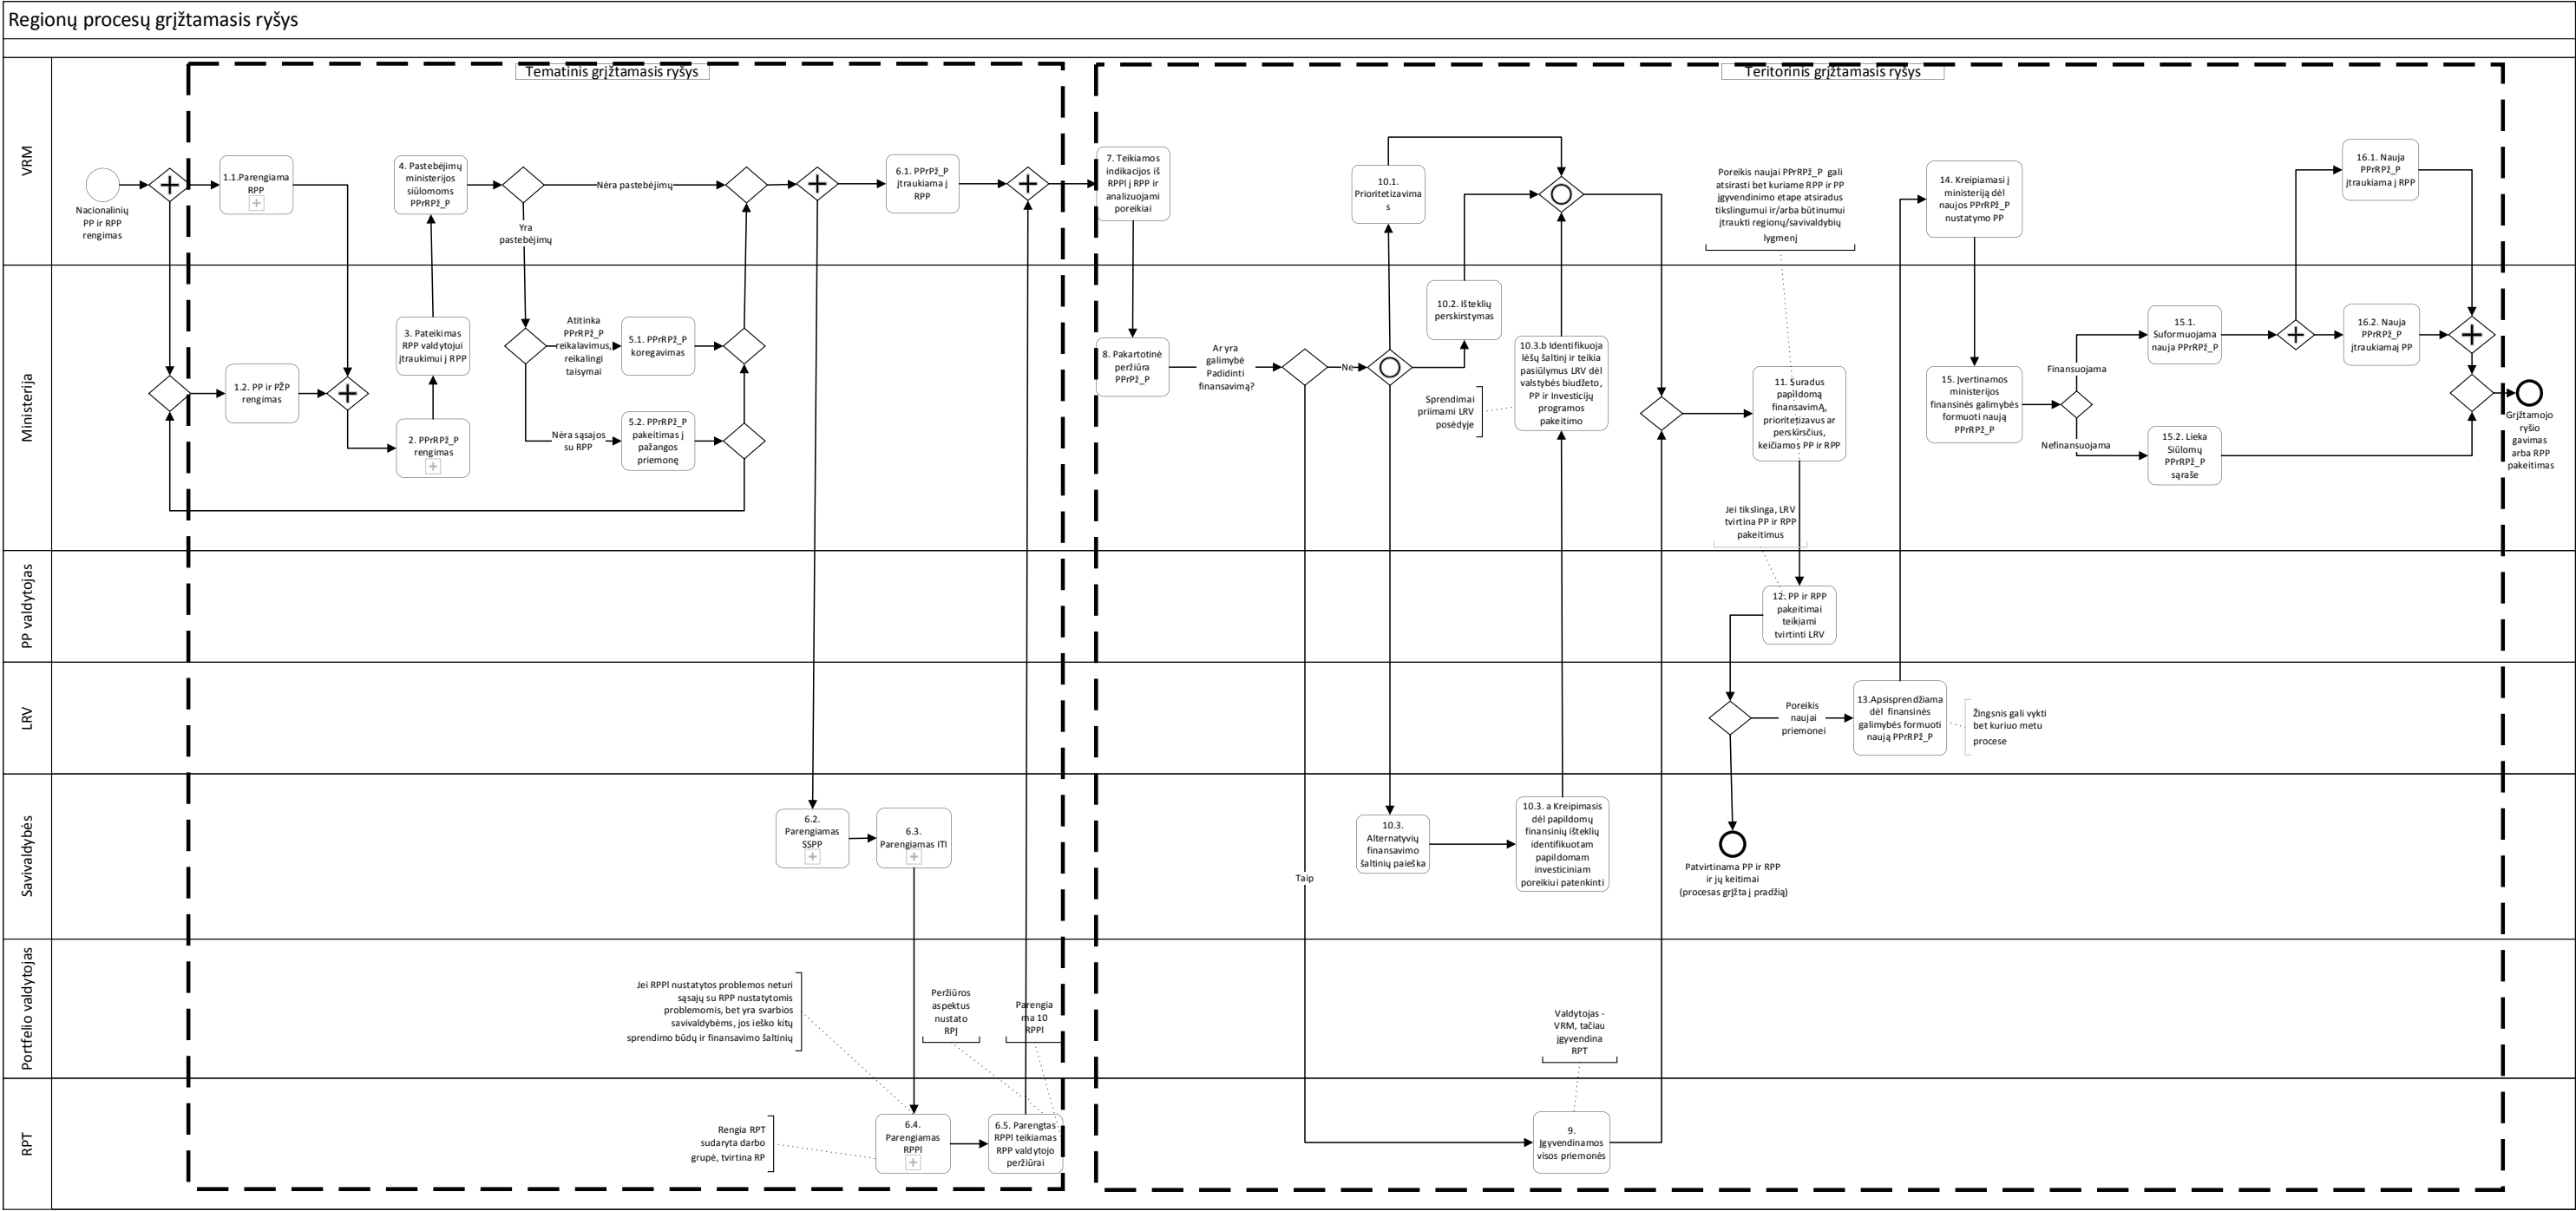 Regionų procesų grįžtamasis ryšys
Tematinis grįžtamasis ryšys
Teritorinis grįžtamasis ryšys
VRM
Nacionalinių
PP ir RPP
rengimas
1.1.Parengiama
RPP
4. Pastebėjimų
ministerijos
siūlomoms
PPrRPž_P
Nėra pastebėjimų
Yra
pastebėjimų
6.1. PPrPž_P
įtraukiama į
RPP
7. Teikiamos
indikacijos iš
RPPl į RPP ir
analizuojami
poreikiai
10.1.
Prioritetizavima
s
Poreikis naujai PPrRPž_P gali
atsirasti bet kuriame RPP ir PP
įgyvendinimo etape atsiradus
tikslingumui ir/arba būtinumui
įtraukti regionų/savivaldybių
lygmenį
14. Kreipiamasi į
ministeriją dėl
naujos PPrRPž_P
nustatymo PP
16.1. Nauja
PPrRPž_P
įtraukiama į RPP
Ministerija
1.2. PP ir PŽP
rengimas
2. PPrRPž_P
rengimas
3. Pateikimas
RPP valdytojui
įtraukimui į RPP
Atitinka
PPrRPž_P
reikalavimus,
reikalingi
taisymai
5.1. PPrRPž_P
koregavimas
Nėra sąsajos
su RPP
5.2. PPrRPž_P
pakeitimas į
pažangos
priemonę
8. Pakartotinė
peržiūra
PPrPž_P
Ar yra
galimybė
Padidinti
finansavimą?
Ne
10.2. Išteklių
perskirstymas
Sprendimai
priimami LRV
posėdyje
10.3.b Identifikuoja
lėšų šaltinį ir teikia
pasiūlymus LRV dėl
valstybės biudžeto,
PP ir Investicijų
programos
pakeitimo
11. Suradus
papildomą
finansavimĄ,
prioritetizavus ar
perskirsčius,
keičiamos PP ir RPP
Jei tikslinga, LRV
tvirtina PP ir RPP
pakeitimus
15. Įvertinamos
ministerijos
finansinės galimybės
formuoti naują
PPrRPž_P
Finansuojama
Nefinansuojama
15.1.
Suformuojama
nauja PPrRPž_P
15.2. Lieka
Siūlomų
PPrRPž_P
sąraše
16.2. Nauja
PPrRPž_P
įtraukiamaį PP
Grįžtamojo
ryšio
gavimas
arba RPP
pakeitimas
PP valdytojas
12. PP ir RPP
pakeitimai
teikiami
tvirtinti LRV
LRV
Poreikis
naujai
priemonei
13.Apsisprendžiama
dėl finansinės
galimybės formuoti
naują PPrRPž_P
Žingsnis gali vykti
bet kuriuo metu
procese
Savivaldybės
6.2.
Parengiamas
SSPP
6.3.
Parengiamas ITI
Taip
10.3.
Alternatyvių
finansavimo
šaltinių paieška
10.3. a Kreipimasis
dėl papildomų
finansinių išteklių
identifikuotam
papildomam
investiciniam
poreikiui patenkinti
Patvirtinama PP ir RPP
ir jų keitimai
(procesas grįžta į pradžią)
Portfelio valdytojas
Jei RPPl nustatytos problemos neturi
sąsajų su RPP nustatytomis
problemomis, bet yra svarbios
savivaldybėms, jos ieško kitų
sprendimo būdų ir finansavimo šaltinių
Peržiūros
aspektus
nustato
RPĮ
Parengia
ma 10
RPPl
Valdytojas -
VRM, tačiau
įgyvendina
RPT
RPT
Rengia RPT
sudaryta darbo
grupė, tvirtina RP
6.4.
Parengiamas
RPPl
6.5. Parengtas
RPPl teikiamas
RPP valdytojo
peržiūrai
9.
Įgyvendinamos
visos priemonės